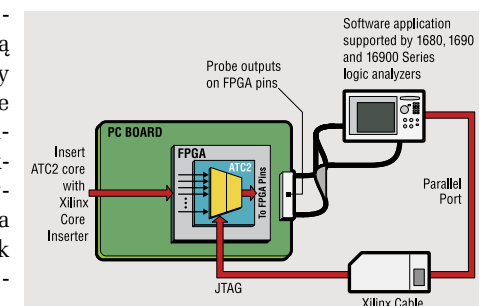 -
ą
y
e
-
-
-
a
k
-
Software application
supported by 1680, 1690
and 16900 Series
logic analyzers
Probe outputs
on FPGA pins
PC BOARD
FPGA
ATC2
To FPGA Pins
Insert
ATC2 core
with
Xilinx
Core
Inserter
Parallel
Port
JTAG
Xilinx Cable